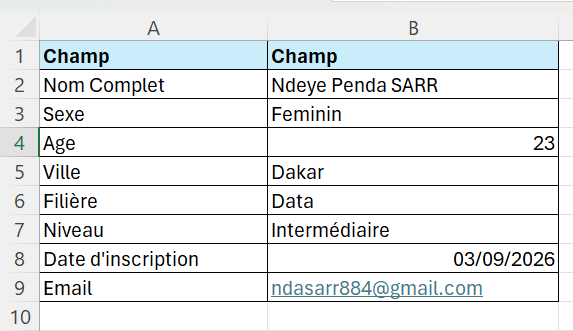 A B
1 Champ Champ
2 Nom Complet Ndeye Penda SARR
3 Sexe Feminin
4 Age 23
5 Ville Dakar
6 Filière Data
7 Niveau Intermédiaire
8 Date d'inscription 03/09/2026
9 Email ndasarr884@gmail.com
10